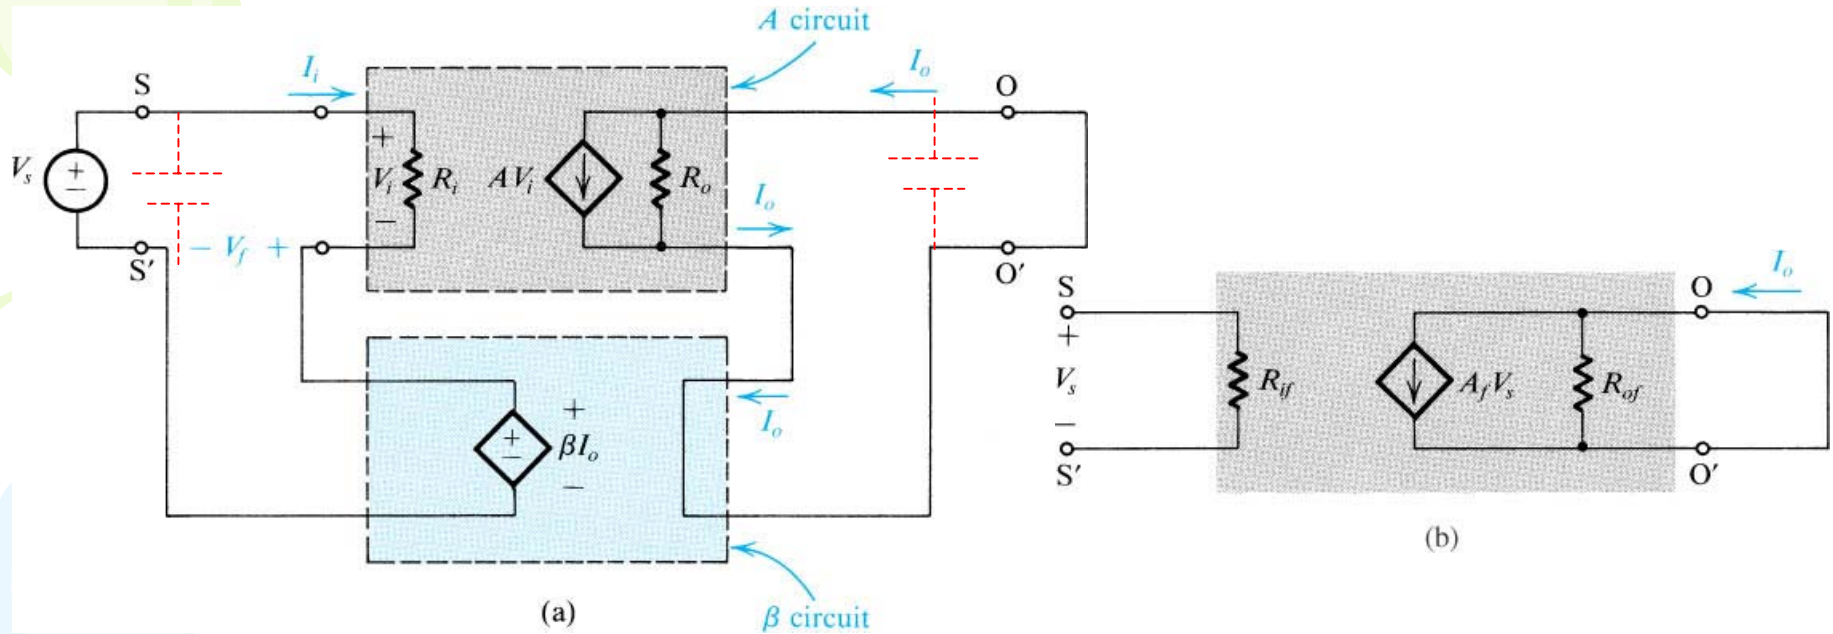 A circuit
I_i
I_o
S
O
+
V_s
+
−
V_i
R_i
AV_i
R_o
−
I_o
− V_f +
S′
O′
I_o
S
O
+
V_s
R_if
A_f V_s
R_of
−
I_o
+
+
−
βI_o
−
S′
O′
(b)
(a)
β circuit